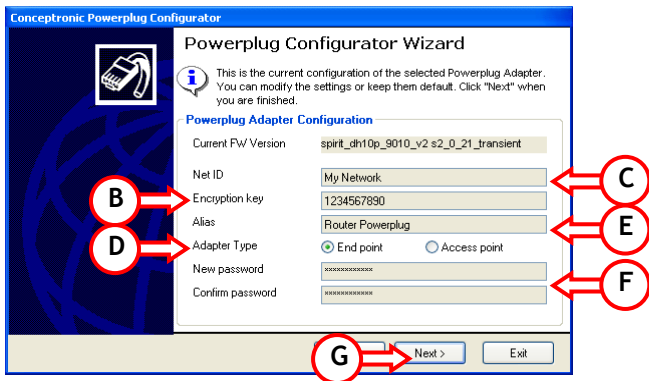 Conceptronic Powerplug Configurator
Powerplug Configurator Wizard
This is the current configuration of the selected Powerplug Adapter.
You can modify the settings or keep them default. Click "Next" when
you are finished.
Powerplug Adapter Configuration
Current FW Version spirit_dh10p_9010_v2 s2_0_21_transient
Net ID My Network C
B Encryption key 1234567890
Alias Router Powerplug E
D Adapter Type End point Access point
New password xxxxxxxxxxxx F
Confirm password xxxxxxxxxxxx
G Next > Exit